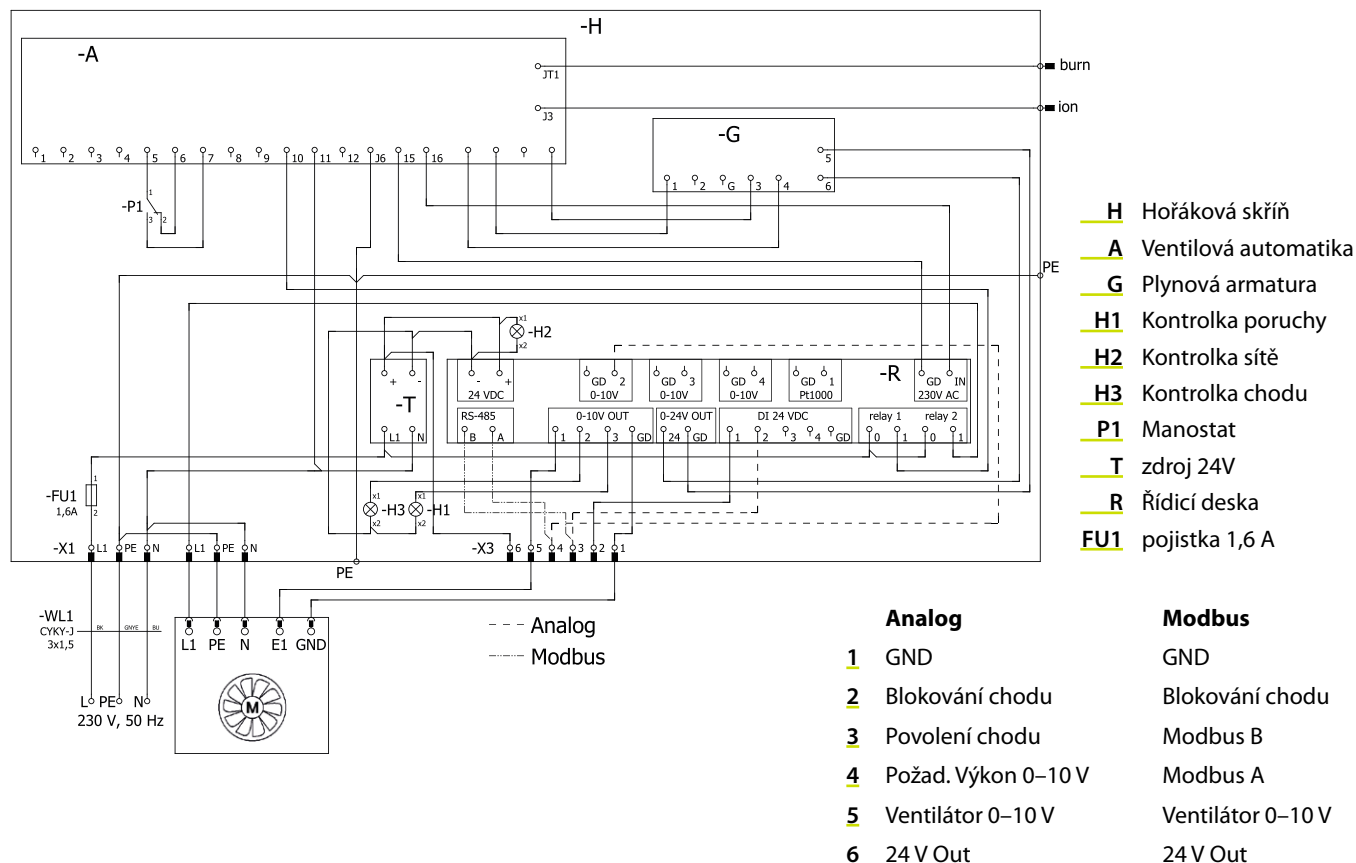 -H
-A
JT1
burn
J3
ion
-G
1 2 3 4 5 6 7 8 9 10 11 12 J6 15 16
5
1 2 G 3 4 6
1
-P1
3 2
PE
x1
-H2
x2
+ -
-T
L1 N
- +
24 VDC
GD 2
0-10V
GD 3
0-10V
GD 4
0-10V
GD 1
Pt1000
-R
GD IN
230V AC
RS-485
B A
0-10V OUT
1 2 3 GD
0-24V OUT
24 GD
DI 24 VDC
1 2 3 4 GD
relay 1 relay 2
0 1 0 1
1
-FU1
1,6A
2
x1
-H3
x2
x1
-H1
x2
-X1 L1 PE N L1 PE N
-X3 6 5 4 3 2 1
PE
-WL1
CYKY-J
3x1,5
BK GNYE BU
L1 PE N E1 GND
M
L PE N
230 V, 50 Hz
Analog
Modbus
H Hořáková skříň
A Ventilová automatika
G Plynová armatura
H1 Kontrolka poruchy
H2 Kontrolka sítě
H3 Kontrolka chodu
P1 Manostat
T zdroj 24V
R Řídicí deska
FU1 pojistka 1,6 A
Analog Modbus
1 GND GND
2 Blokování chodu Blokování chodu
3 Povolení chodu Modbus B
4 Požad. Výkon 0–10 V Modbus A
5 Ventilátor 0–10 V Ventilátor 0–10 V
6 24 V Out 24 V Out